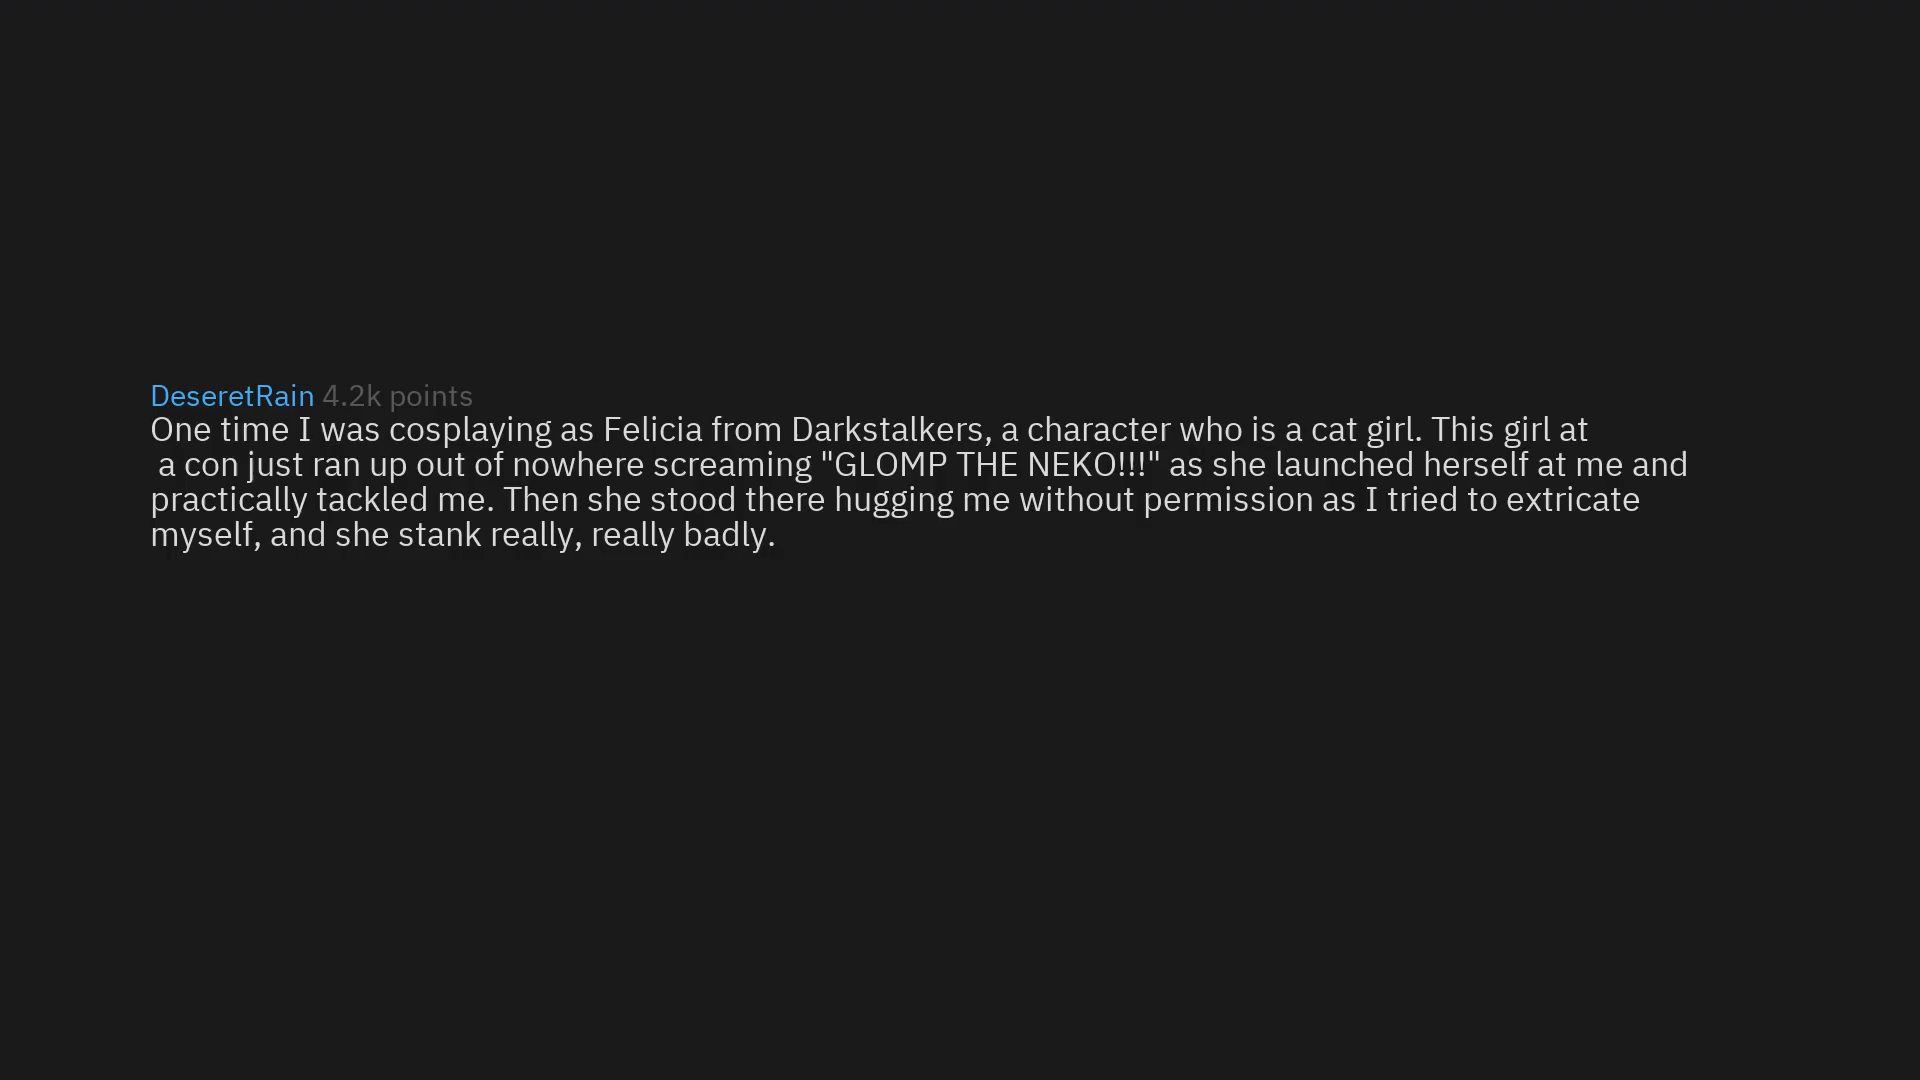 DeseretRain 4.2k points
One time I was cosplaying as Felicia from Darkstalkers, a character who is a cat girl. This girl at
a con just ran up out of nowhere screaming "GLOMP THE NEKO!!!" as she launched herself at me and
practically tackled me. Then she stood there hugging me without permission as I tried to extricate
myself, and she stank really, really badly.